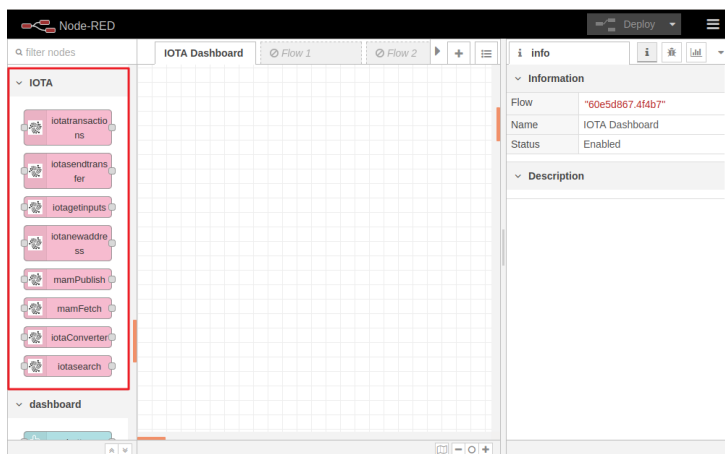 Node-RED
Deploy
filter nodes
IOTA Dashboard
Flow 1
Flow 2
i info
i
IOTA
Information
Flow "60e5d867.4f4b7"
Name IOTA Dashboard
Status Enabled
Description
iotatransactio
ns
iotasendtrans
fer
iotagetinputs
iotanewaddre
ss
mamPublish
mamFetch
iotaConverter
iotasearch
dashboard